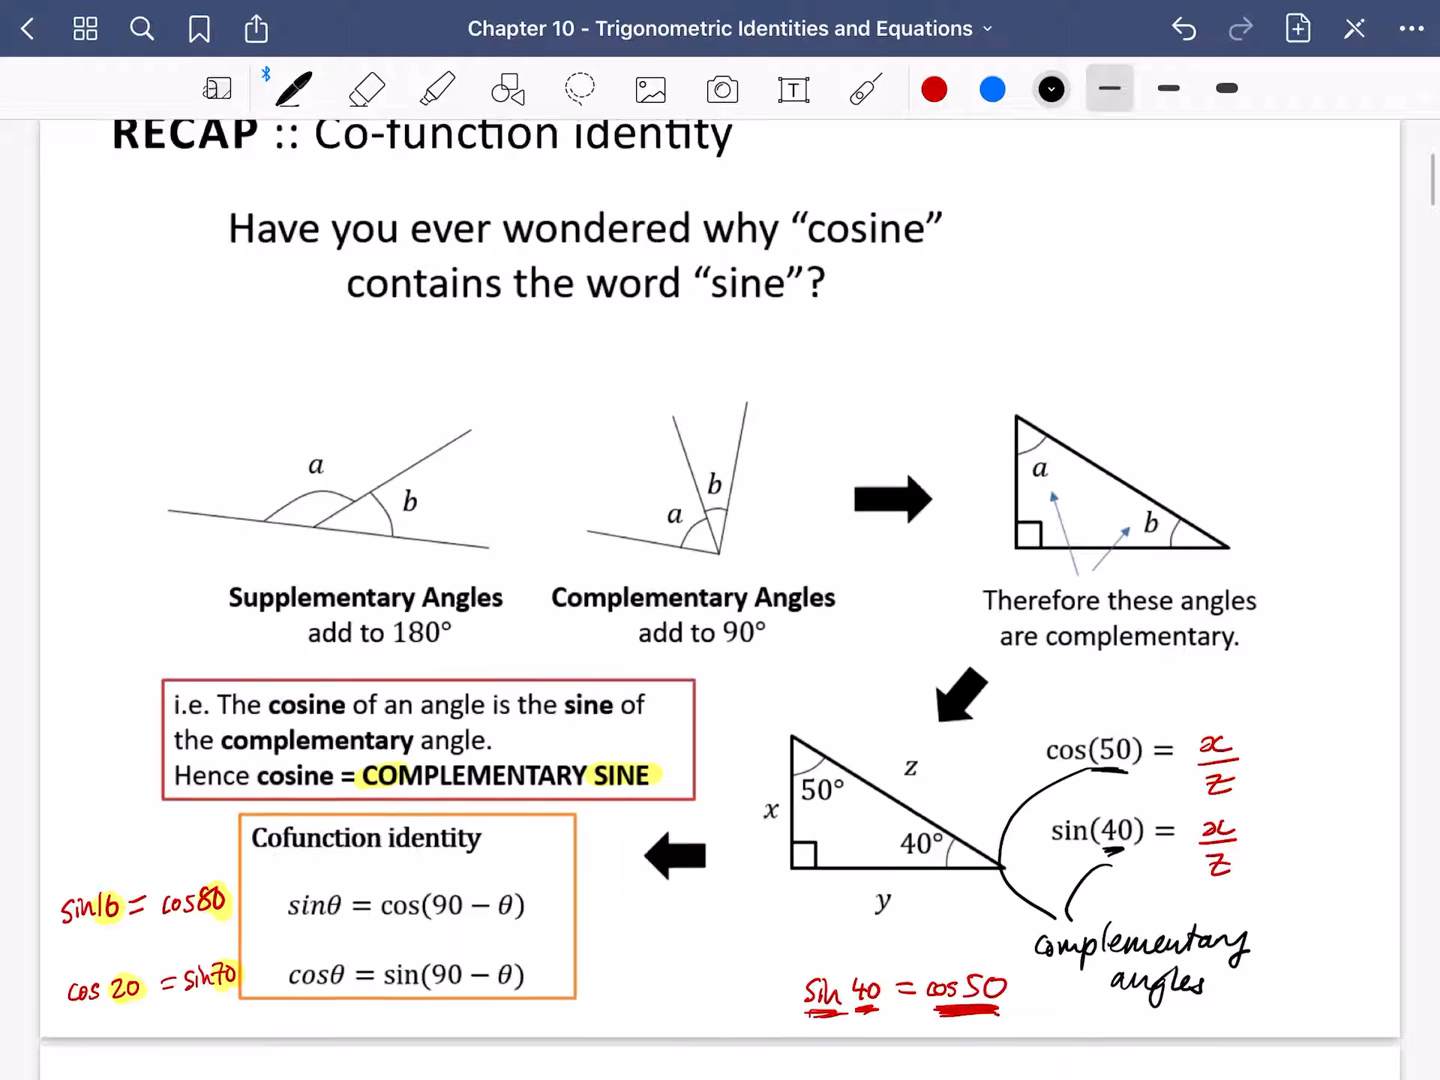 Chapter 10 - Trigonometric Identities and Equations
T
RECAP :: Co-function identity
Have you ever wondered why “cosine”
contains the word “sine”?
a
b
a
b
a
b
Supplementary Angles
add to 180°
Complementary Angles
add to 90°
Therefore these angles
are complementary.
i.e. The cosine of an angle is the sine of
the complementary angle.
Hence cosine = COMPLEMENTARY SINE
50°
z
x
40°
y
cos(50) = x/z
sin(40) = x/z
complementary
angles
sin 40 = cos 50
Cofunction identity
sinθ = cos(90 − θ)
cosθ = sin(90 − θ)
sin16 = cos80
cos 20 = sin70